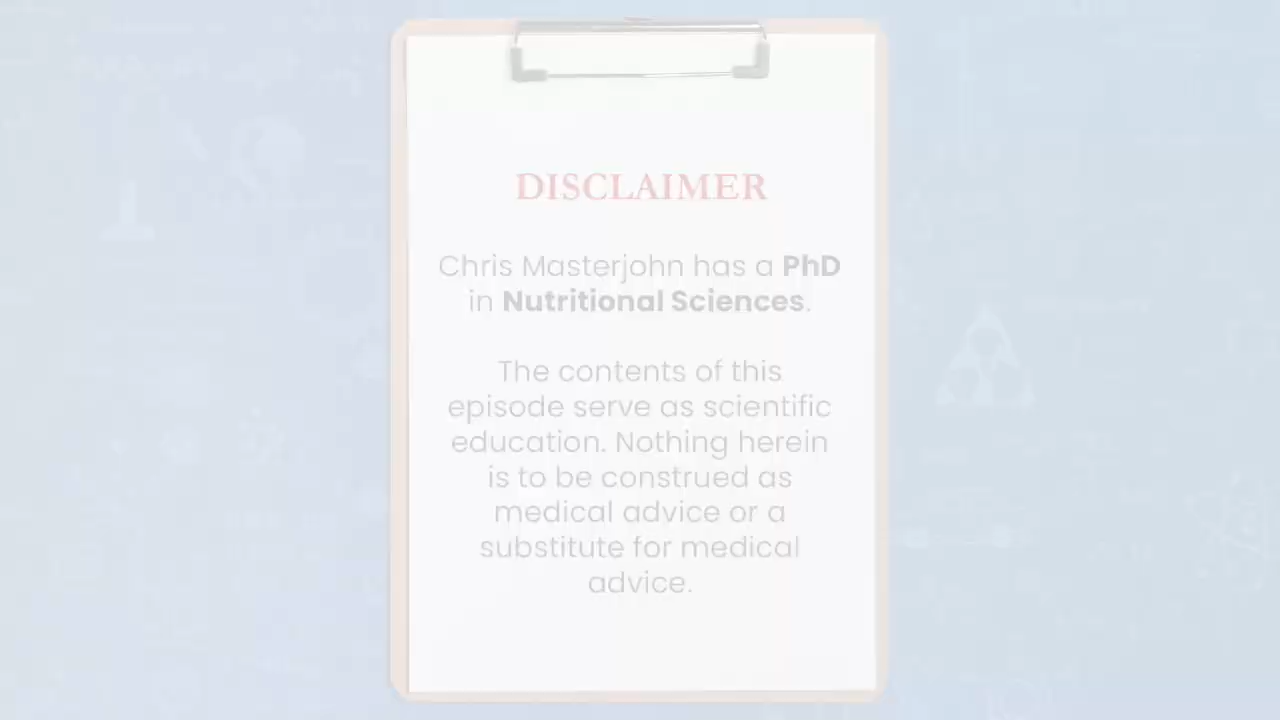 DISCLAIMER
Chris Masterjohn has a PhD
in Nutritional Sciences.
The contents of this
episode serve as scientific
education. Nothing herein
is to be construed as
medical advice or a
substitute for medical
advice.